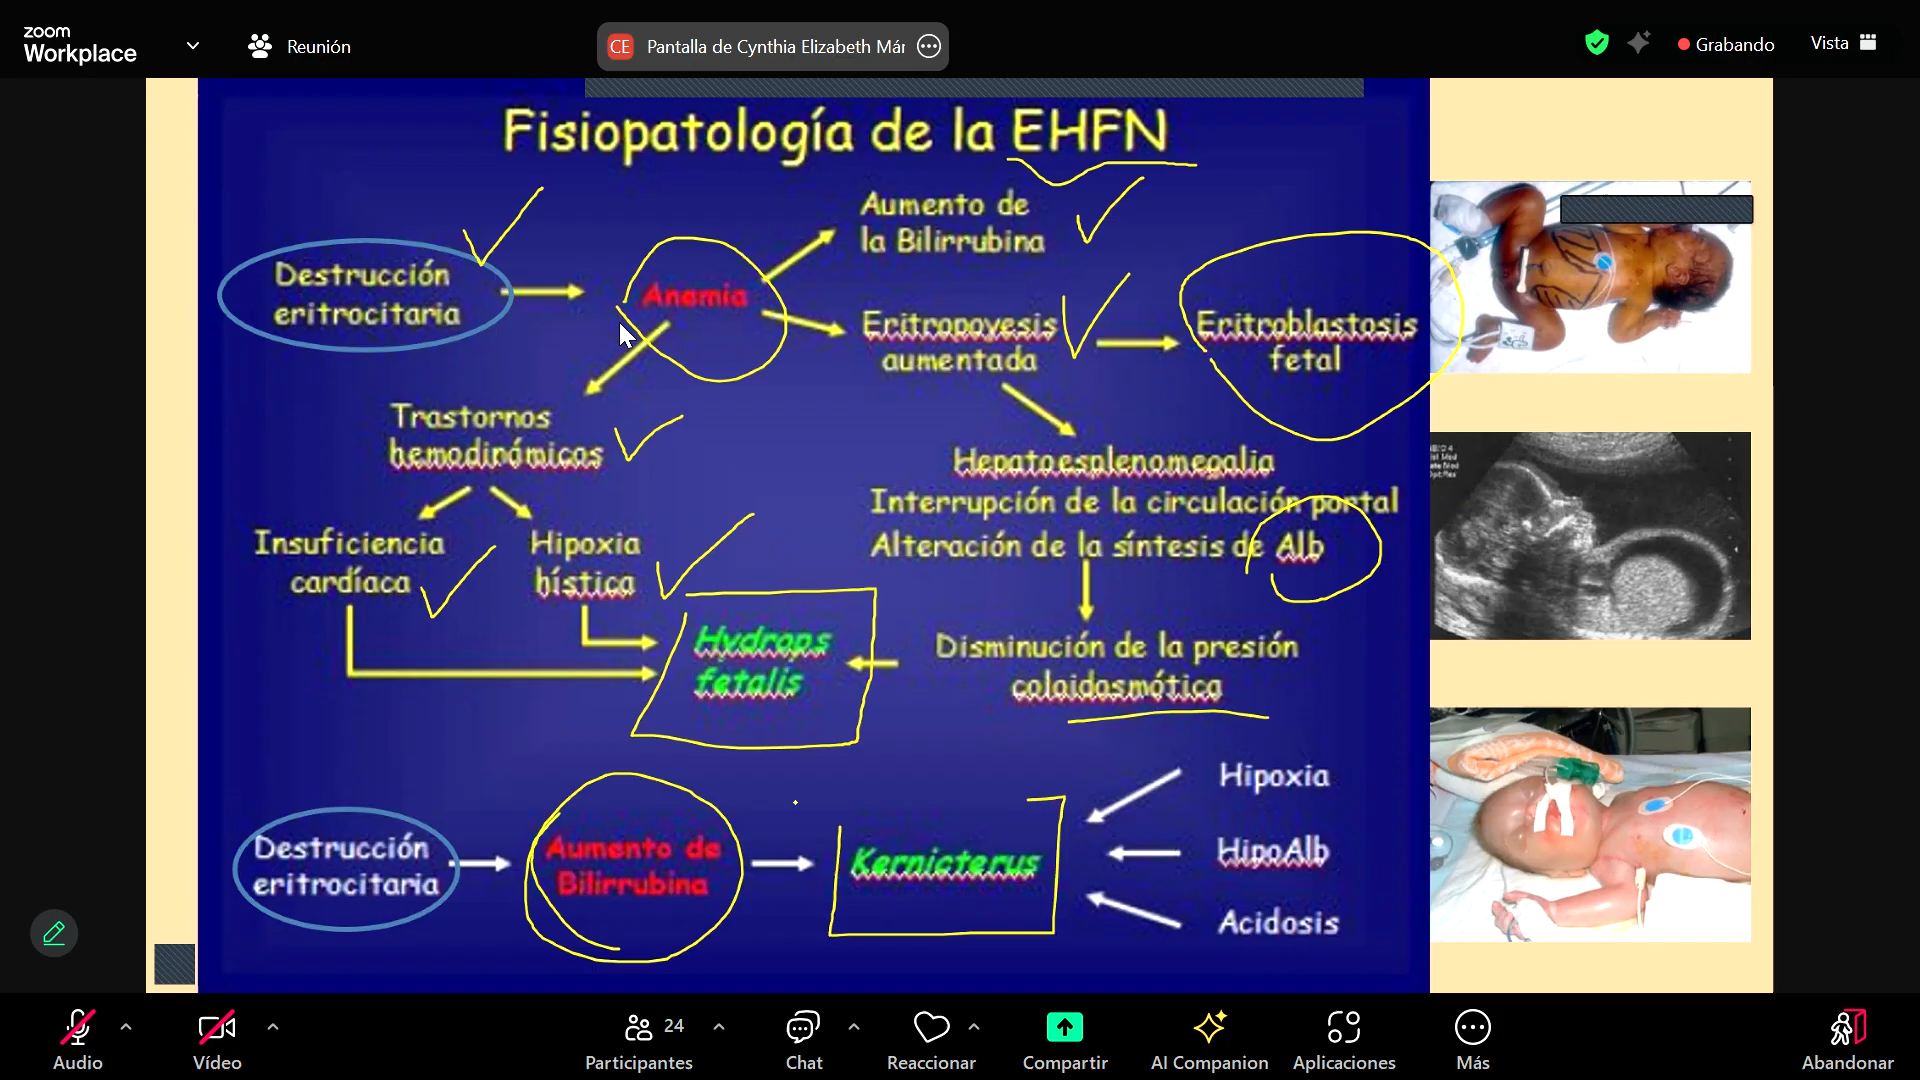 zoom
Workplace
Reunión
CE Pantalla de Cynthia Elizabeth Már
Grabando
Vista
Fisiopatología de la EHFN
Aumento de
la Bilirrubina
Destrucción
eritrocitaria
Anemia
Eritropoyesis
aumentada
Eritroblastosis
fetal
Trastornos
hemodinámicos
Hepatoesplenomegalia
Interrupción de la circulación portal
Alteración de la síntesis de Alb
Insuficiencia
cardíaca
Hipoxia
hística
Hydrops
fetalis
Disminución de la presión
coloidosmótica
Hipoxia
Destrucción
eritrocitaria
Aumento de
Bilirrubina
Kernicterus
HipoAlb
Acidosis
Audio
Vídeo
24
Participantes
Chat
Reaccionar
Compartir
AI Companion
Aplicaciones
Más
Abandonar